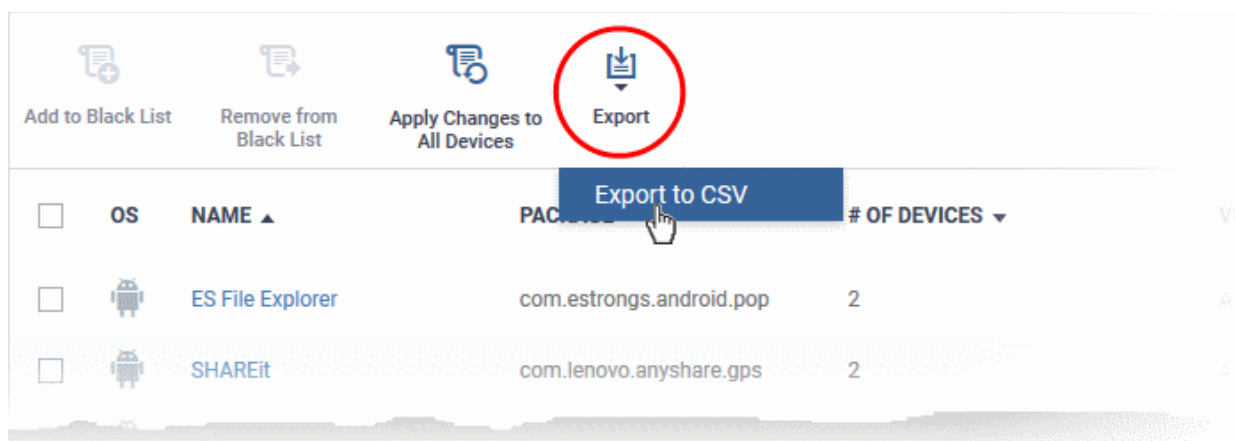 Add to Black List
Remove from
Black List
Apply Changes to
All Devices
Export
Export to CSV
OS NAME # OF DEVICES
ES File Explorer com.estrongs.android.pop 2
SHAREit com.lenovo.anyshare.gps 2